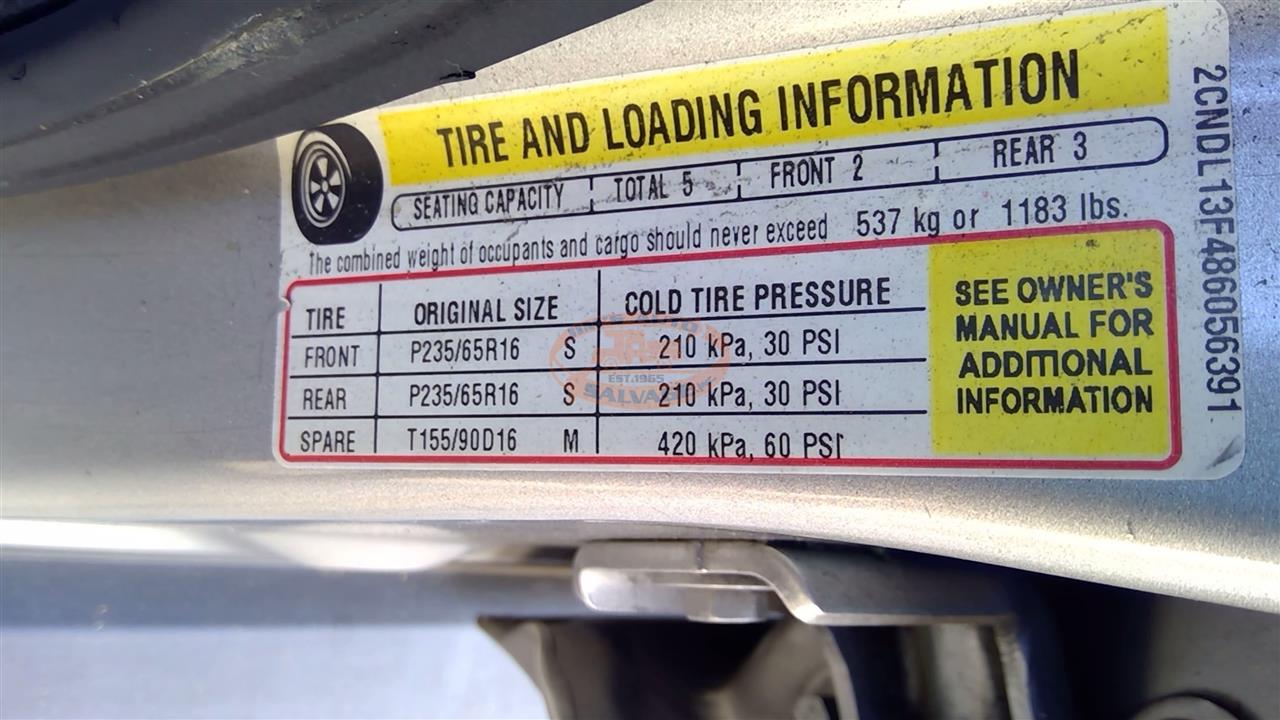 TIRE AND LOADING INFORMATION
SEATING CAPACITY TOTAL 5 FRONT 2 REAR 3
The combined weight of occupants and cargo should never exceed 537 kg or 1183 lbs.
TIRE ORIGINAL SIZE COLD TIRE PRESSURE
FRONT P235/65R16 S 210 kPa, 30 PSI
REAR P235/65R16 S 210 kPa, 30 PSI
SPARE T155/90D16 M 420 kPa, 60 PSI
SEE OWNER'S
MANUAL FOR
ADDITIONAL
INFORMATION
2CNDL13F486056391
EST.1965
SALVAGE